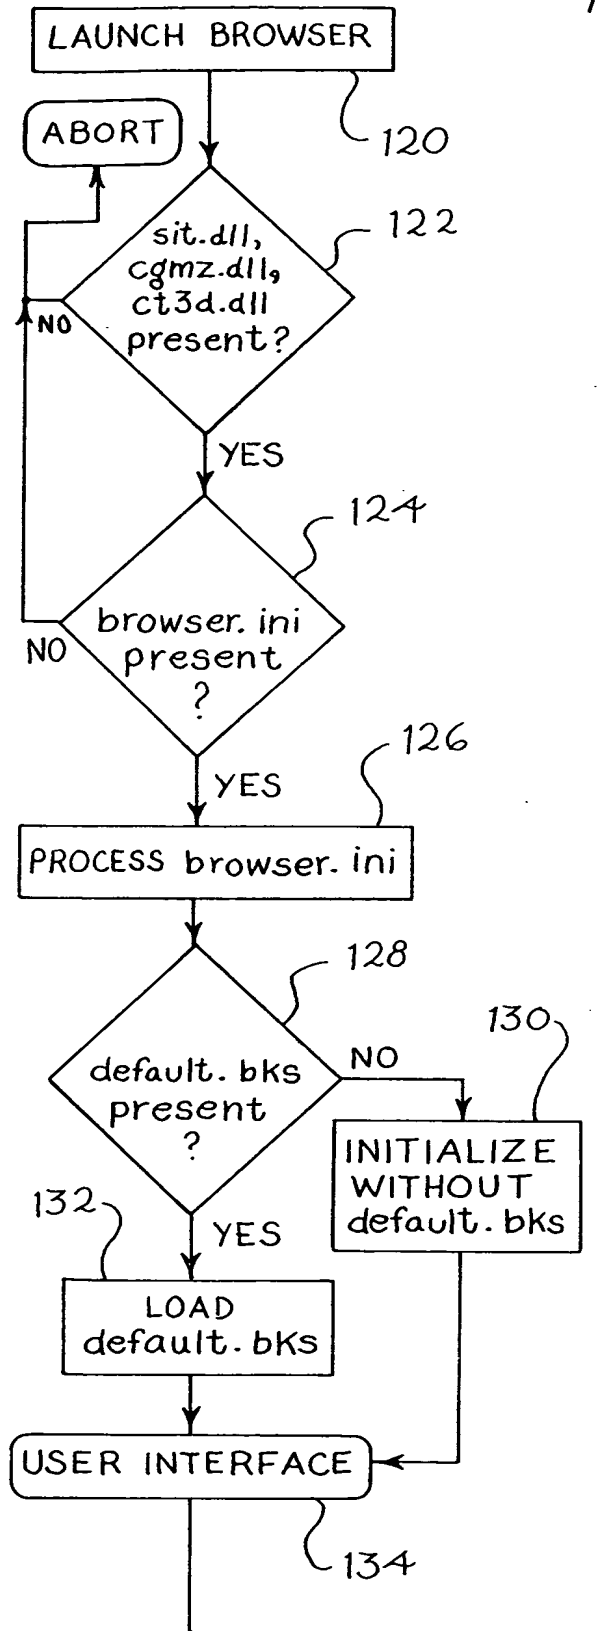 LAUNCH BROWSER
120
ABORT
122
sit.dll,
cgmz.dll,
ct3d.dll
present?
NO
YES
124
browser.ini
present
?
NO
YES
126
PROCESS browser.ini
128
default.bks
present
?
NO
130
INITIALIZE
WITHOUT
default.bks
132
YES
LOAD
default.bks
USER INTERFACE
134